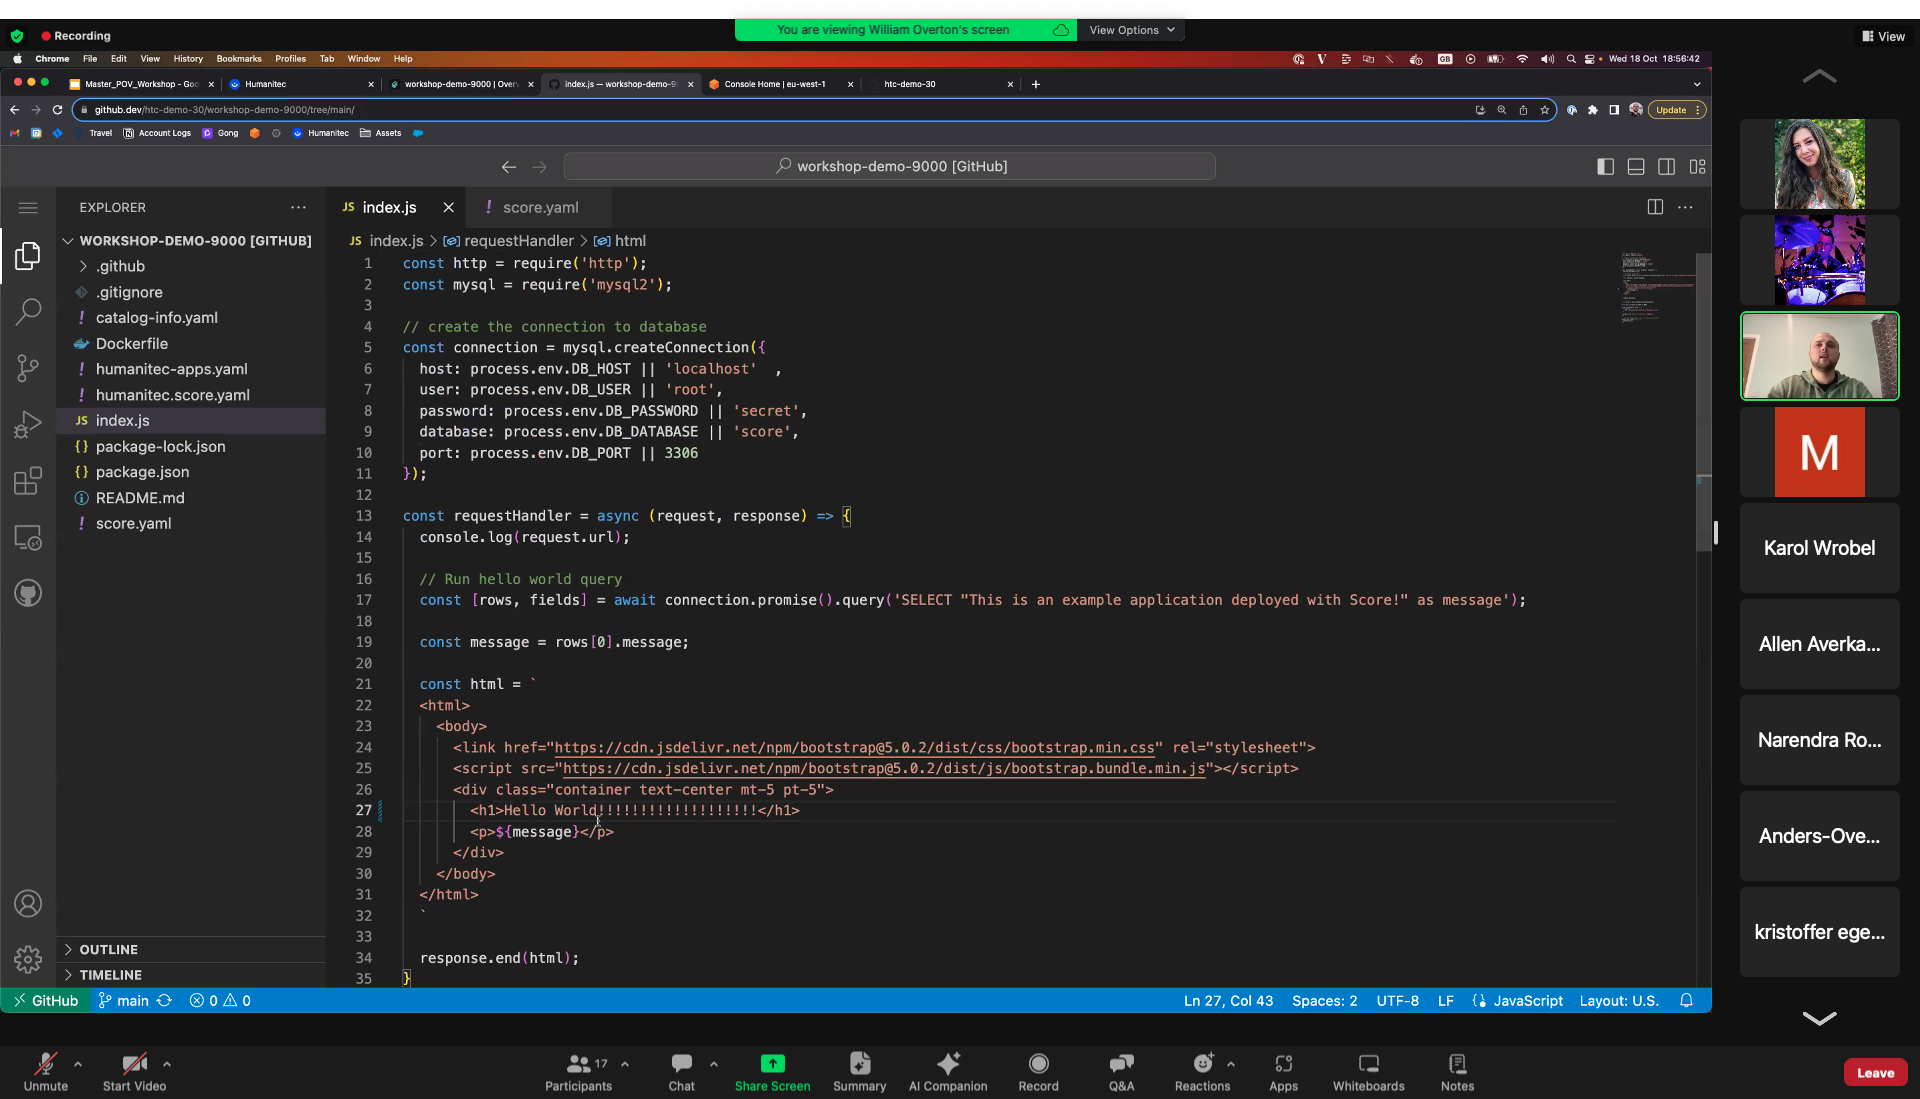 You are viewing William Overton's screen
View Options
Recording
View
Chrome File Edit View History Bookmarks Profiles Tab Window Help
GB
Wed 18 Oct 18:56:42
Master_POV_Workshop - Goo
Humanitec
workshop-demo-9000 | Over
index.js — workshop-demo-90
Console Home | eu-west-1
htc-demo-30
github.dev/htc-demo-30/workshop-demo-9000/tree/main/
Update
Travel Account Logs Gong Humanitec Assets
workshop-demo-9000 [GitHub]
EXPLORER
WORKSHOP-DEMO-9000 [GITHUB]
.github
.gitignore
catalog-info.yaml
Dockerfile
humanitec-apps.yaml
humanitec.score.yaml
JS index.js
{} package-lock.json
{} package.json
README.md
score.yaml
OUTLINE
TIMELINE
JS index.js
! score.yaml
JS index.js > requestHandler > html
1 const http = require('http');
2 const mysql = require('mysql2');
3
4 // create the connection to database
5 const connection = mysql.createConnection({
6 host: process.env.DB_HOST || 'localhost' ,
7 user: process.env.DB_USER || 'root',
8 password: process.env.DB_PASSWORD || 'secret',
9 database: process.env.DB_DATABASE || 'score',
10 port: process.env.DB_PORT || 3306
11 });
12
13 const requestHandler = async (request, response) => {
14 console.log(request.url);
15
16 // Run hello world query
17 const [rows, fields] = await connection.promise().query('SELECT "This is an example application deployed with Score!" as message');
18
19 const message = rows[0].message;
20
21 const html = `
22 <html>
23 <body>
24 <link href="https://cdn.jsdelivr.net/npm/bootstrap@5.0.2/dist/css/bootstrap.min.css" rel="stylesheet">
25 <script src="https://cdn.jsdelivr.net/npm/bootstrap@5.0.2/dist/js/bootstrap.bundle.min.js"></script>
26 <div class="container text-center mt-5 pt-5">
27 <h1>Hello World!!!!!!!!!!!!!!!!!!!</h1>
28 <p>${message}</p>
29 </div>
30 </body>
31 </html>
32 `
33
34 response.end(html);
35 }
GitHub main 0 0
Ln 27, Col 43 Spaces: 2 UTF-8 LF JavaScript Layout: U.S.
M
Karol Wrobel
Allen Averka...
Narendra Ro...
Anders-Ove...
kristoffer ege...
Unmute
Start Video
17
Participants
Chat
Share Screen
Summary
AI Companion
Record
Q&A
Reactions
Apps
Whiteboards
Notes
Leave